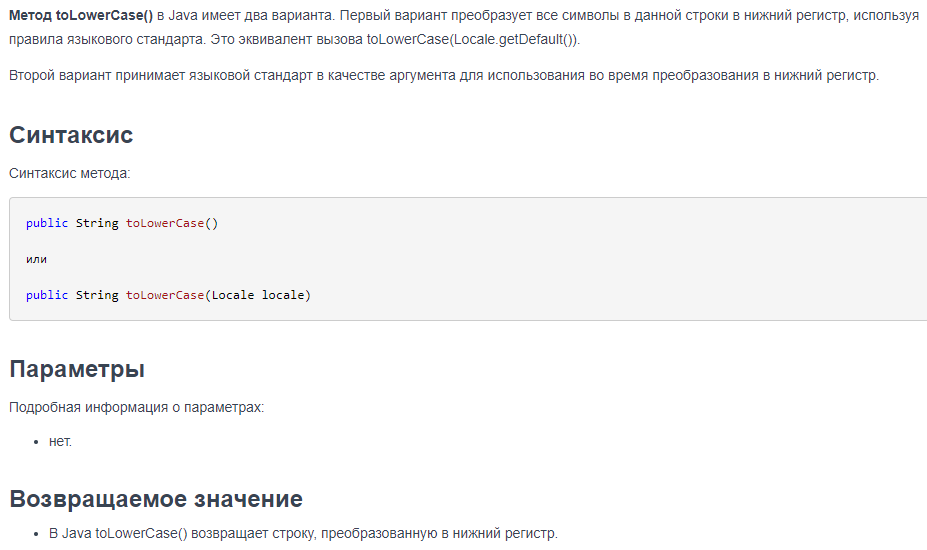 Метод toLowerCase() в Java имеет два варианта. Первый вариант преобразует все символы в данной строки в нижний регистр, используя
правила языкового стандарта. Это эквивалент вызова toLowerCase(Locale.getDefault()).
Второй вариант принимает языковой стандарт в качестве аргумента для использования во время преобразования в нижний регистр.
Синтаксис
Синтаксис метода:
public String toLowerCase()
или
public String toLowerCase(Locale locale)
Параметры
Подробная информация о параметрах:
• нет.
Возвращаемое значение
• В Java toLowerCase() возвращает строку, преобразованную в нижний регистр.